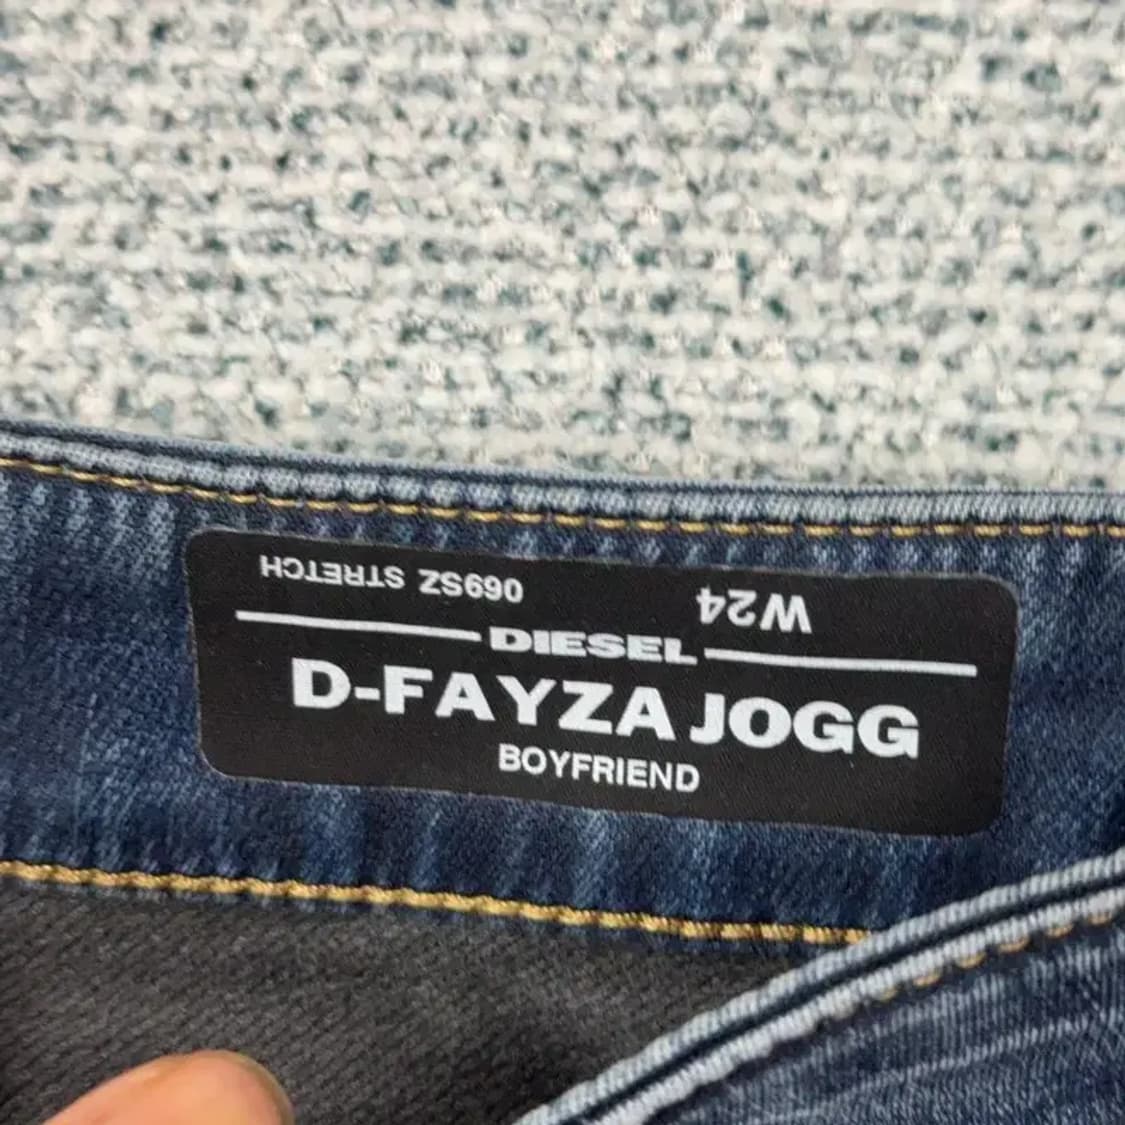 W24 069SZ STRETCH
DIESEL
D-FAYZA JOGG
BOYFRIEND